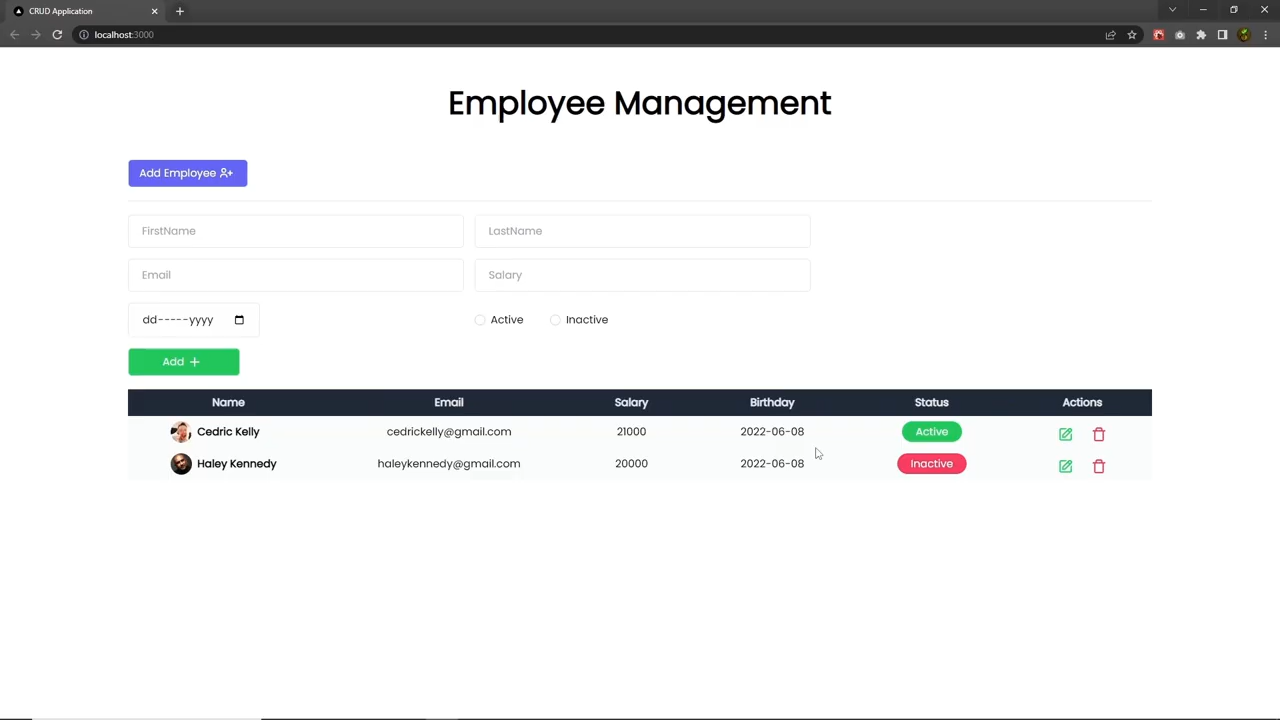 CRUD Application
localhost:3000
Employee Management
Add Employee
FirstName LastName
Email Salary
dd-----yyyy Active Inactive
Add +
Name Email Salary Birthday Status Actions
Cedric Kelly cedrickelly@gmail.com 21000 2022-06-08 Active
Haley Kennedy haleykennedy@gmail.com 20000 2022-06-08 Inactive